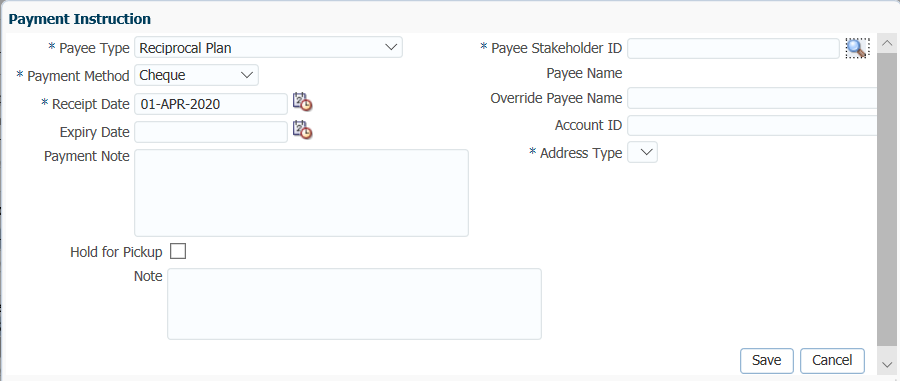 Payment Instruction
* Payee Type Reciprocal Plan
* Payment Method Cheque
* Receipt Date 01-APR-2020
Expiry Date
Payment Note
Hold for Pickup
Note
* Payee Stakeholder ID
Payee Name
Override Payee Name
Account ID
* Address Type
Save Cancel